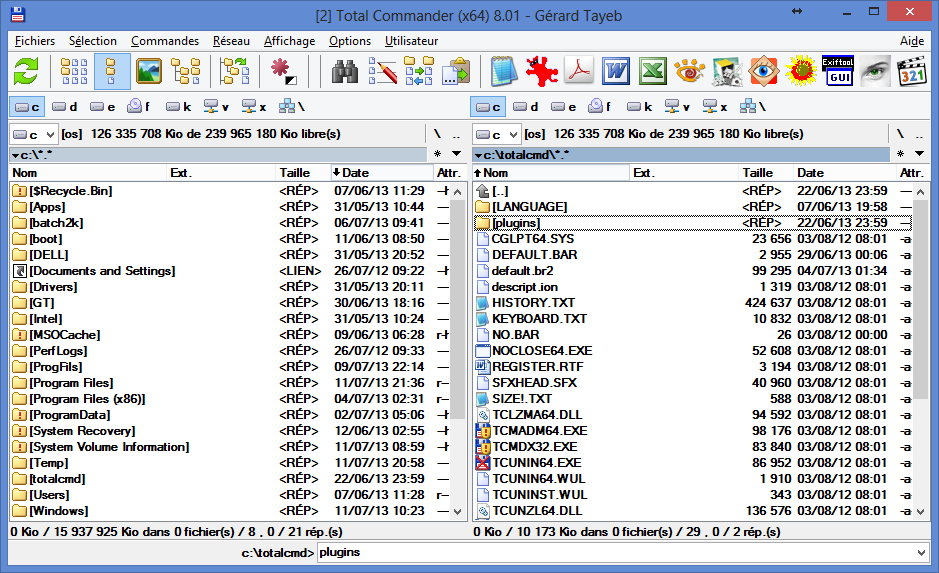 [2] Total Commander (x64) 8.01 - Gérard Tayeb
Fichiers Sélection Commandes Réseau Affichage Options Utilisateur Aide
Exiftool GUI 321
c d e f k v x \ c d e f k v x \
c [os] 126 335 708 Kio de 239 965 180 Kio libre(s) \ .. c [os] 126 335 708 Kio de 239 965 180 Kio libre(s) \ ..
c:\*.* * c:\totalcmd\*.* *
Nom Ext. Taille Date Attr. Nom Ext. Taille Date Attr.
[$Recycle.Bin] <RÉP> 07/06/13 11:29 —h [..] <RÉP> 22/06/13 23:59 —
[Apps] <RÉP> 31/05/13 10:44 — [LANGUAGE] <RÉP> 07/06/13 19:58 —
[batch2k] <RÉP> 06/07/13 09:41 — [plugins] <RÉP> 22/06/13 23:59 —
[boot] <RÉP> 11/06/13 08:50 — CGLPT64.SYS 23 656 03/08/12 08:01 -a
[DELL] <RÉP> 31/05/13 20:52 — DEFAULT.BAR 2 955 29/06/13 00:06 -a
[Documents and Settings] <LIEN> 26/07/12 09:22 —h default.br2 99 295 04/07/13 01:34 -a
[Drivers] <RÉP> 31/05/13 20:11 — descript.ion 1 319 03/08/12 08:01 -a
[GT] <RÉP> 30/06/13 18:16 — HISTORY.TXT 424 637 03/08/12 08:01 -a
[Intel] <RÉP> 31/05/13 10:24 — KEYBOARD.TXT 10 832 03/08/12 08:01 -a
[MSOCache] <RÉP> 09/06/13 06:28 r-h NO.BAR 26 03/08/12 00:00 -a
[PerfLogs] <RÉP> 26/07/12 09:33 — NOCLOSE64.EXE 52 608 03/08/12 08:01 -a
[ProgFils] <RÉP> 09/07/13 22:14 — REGISTER.RTF 3 194 03/08/12 08:01 -a
[Program Files] <RÉP> 11/07/13 21:36 r— SFXHEAD.SFX 40 960 03/08/12 08:01 -a
[Program Files (x86)] <RÉP> 04/07/13 02:31 r— SIZE!.TXT 588 03/08/12 08:01 -a
[ProgramData] <RÉP> 02/07/13 05:06 —h TCLZMA64.DLL 94 592 03/08/12 08:01 -a
[System Recovery] <RÉP> 12/06/13 02:55 —h TCMADM64.EXE 98 176 03/08/12 08:01 -a
[System Volume Information] <RÉP> 11/07/13 08:59 —h TCMDX32.EXE 83 840 03/08/12 08:01 -a
[Temp] <RÉP> 11/07/13 20:58 — TCUNIN64.EXE 86 952 03/08/12 08:01 -a
[totalcmd] <RÉP> 22/06/13 23:59 — TCUNIN64.WUL 1 910 03/08/12 08:01 -a
[Users] <RÉP> 07/06/13 11:28 r— TCUNINST.WUL 343 03/08/12 08:01 -a
[Windows] <RÉP> 11/07/13 10:23 — TCUNZL64.DLL 136 576 03/08/12 08:01 -a
0 Kio / 15 937 925 Kio dans 0 fichier(s) / 8 , 0 / 21 rép.(s) 0 Kio / 10 173 Kio dans 0 fichier(s) / 29 , 0 / 2 rép.(s)
c:\totalcmd> plugins